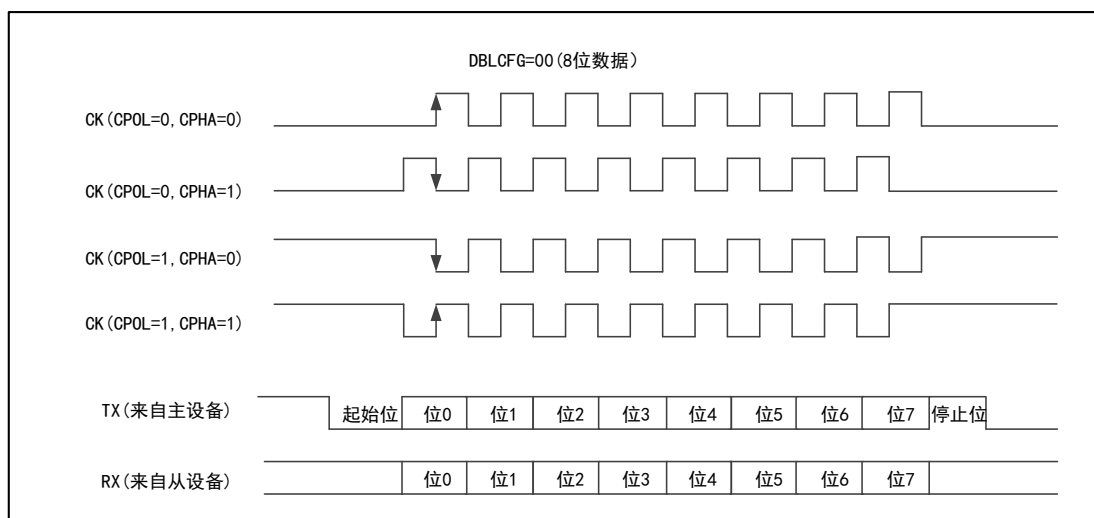 DBLCFG=00(8位数据)
CK(CPOL=0,CPHA=0)
CK(CPOL=0,CPHA=1)
CK(CPOL=1,CPHA=0)
CK(CPOL=1,CPHA=1)
TX(来自主设备) 起始位 位0 位1 位2 位3 位4 位5 位6 位7 停止位
RX(来自从设备) 位0 位1 位2 位3 位4 位5 位6 位7